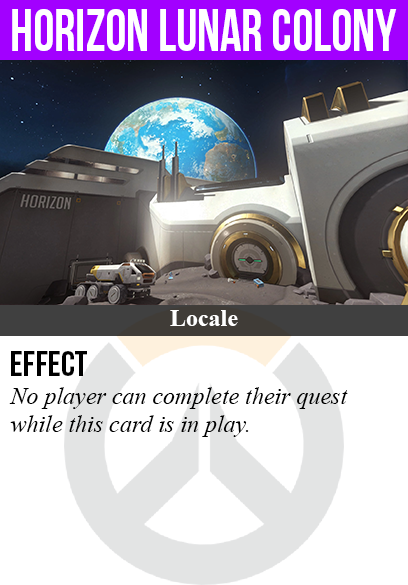 HORIZON LUNAR COLONY
HORIZON
Locale
EFFECT
No player can complete their quest
while this card is in play.